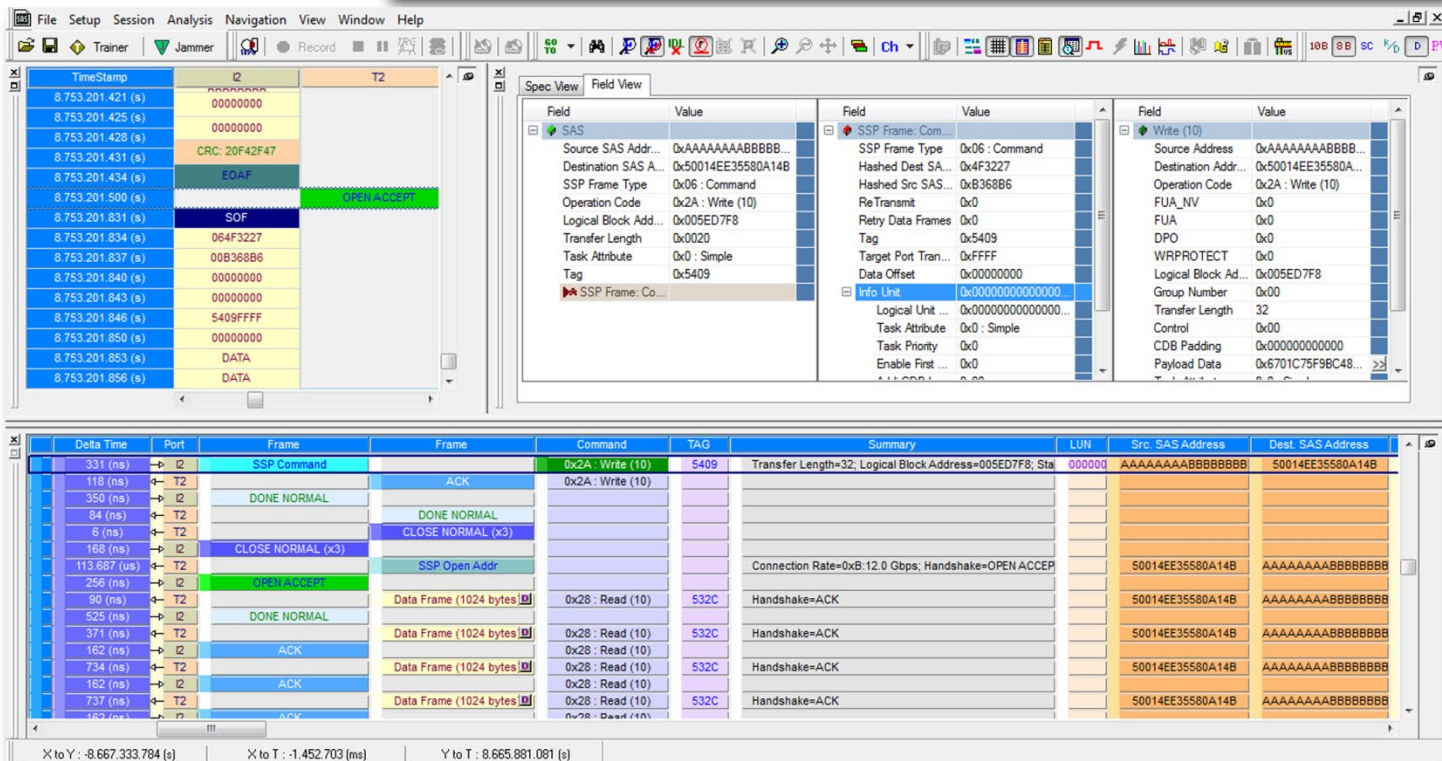 File Setup Session Analysis Navigation View Window Help
Trainer Jammer Record GO TO Ch 10B 8B SC K/D D
TimeStamp I2 T2
8.753.201.421 (s) 00000000
8.753.201.425 (s)
8.753.201.428 (s) 00000000
8.753.201.431 (s) CRC: 20F42F47
8.753.201.434 (s) EOAF
8.753.201.500 (s) OPEN ACCEPT
8.753.201.831 (s) SOF
8.753.201.834 (s) 064F3227
8.753.201.837 (s) 00B368B6
8.753.201.840 (s) 00000000
8.753.201.843 (s) 00000000
8.753.201.846 (s) 5409FFFF
8.753.201.850 (s) 00000000
8.753.201.853 (s) DATA
8.753.201.856 (s) DATA
Spec View Field View
Field Value
SAS
Source SAS Addr... 0xAAAAAAAABBBBB...
Destination SAS A... 0x50014EE35580A14B
SSP Frame Type 0x06 : Command
Operation Code 0x2A : Write (10)
Logical Block Add... 0x005ED7F8
Transfer Length 0x0020
Task Attribute 0x0 : Simple
Tag 0x5409
SSP Frame: Co...
Field Value
SSP Frame: Com...
SSP Frame Type 0x06 : Command
Hashed Dest SA... 0x4F3227
Hashed Src SAS... 0xB368B6
ReTransmit 0x0
Retry Data Frames 0x0
Tag 0x5409
Target Port Tran... 0xFFFF
Data Offset 0x00000000
Info Unit 0x00000000000000...
Logical Unit ... 0x00000000000000...
Task Attribute 0x0 : Simple
Task Priority 0x0
Enable First ... 0x0
Field Value
Write (10)
Source Address 0xAAAAAAAABBBB...
Destination Addr... 0x50014EE35580A...
Operation Code 0x2A : Write (10)
FUA_NV 0x0
FUA 0x0
DPO 0x0
WRPROTECT 0x0
Logical Block Ad... 0x005ED7F8
Group Number 0x00
Transfer Length 32
Control 0x00
CDB Padding 0x000000000000
Payload Data 0x6701C75F9BC48... >>
Delta Time Port Frame Frame Command TAG Summary LUN Src. SAS Address Dest. SAS Address
331 (ns) I2 SSP Command 0x2A : Write (10) 5409 Transfer Length=32; Logical Block Address=005ED7F8; Sta 000000 AAAAAAAABBBBBBBB 50014EE35580A14B
118 (ns) T2 ACK 0x2A : Write (10)
350 (ns) I2 DONE NORMAL
84 (ns) T2 DONE NORMAL
6 (ns) T2 CLOSE NORMAL (x3)
168 (ns) I2 CLOSE NORMAL (x3)
113.687 (us) T2 SSP Open Addr Connection Rate=0xB:12.0 Gbps; Handshake=OPEN ACCEP 50014EE35580A14B AAAAAAAABBBBBBBB
256 (ns) I2 OPEN ACCEPT
90 (ns) T2 Data Frame (1024 bytes) D 0x28 : Read (10) 532C Handshake=ACK 50014EE35580A14B AAAAAAAABBBBBBBB
525 (ns) I2 DONE NORMAL
371 (ns) T2 Data Frame (1024 bytes) D 0x28 : Read (10) 532C Handshake=ACK 50014EE35580A14B AAAAAAAABBBBBBBB
162 (ns) I2 ACK 0x28 : Read (10)
734 (ns) T2 Data Frame (1024 bytes) D 0x28 : Read (10) 532C Handshake=ACK 50014EE35580A14B AAAAAAAABBBBBBBB
162 (ns) I2 ACK 0x28 : Read (10)
737 (ns) T2 Data Frame (1024 bytes) D 0x28 : Read (10) 532C Handshake=ACK 50014EE35580A14B AAAAAAAABBBBBBBB
162 (ns) I2 ACK 0x28 : Read (10)
X to Y : -8.667.333.784 (s) X to T : -1.452.703 (ms) Y to T : 8.665.881.081 (s)